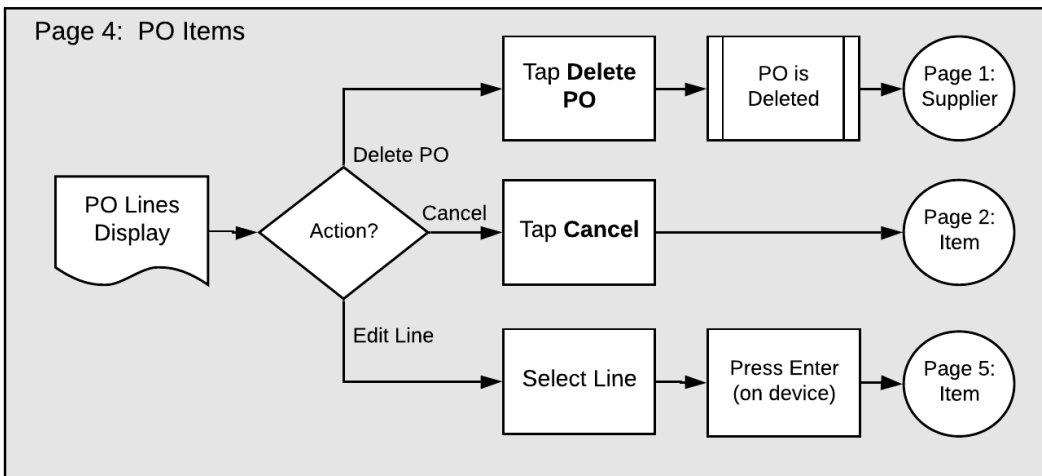 Page 4:  PO Items
Tap Delete
PO
PO is
Deleted
Page 1:
Supplier
Delete PO
PO Lines
Display
Action?
Cancel
Tap Cancel
Page 2:
Item
Edit Line
Select Line
Press Enter
(on device)
Page 5:
Item